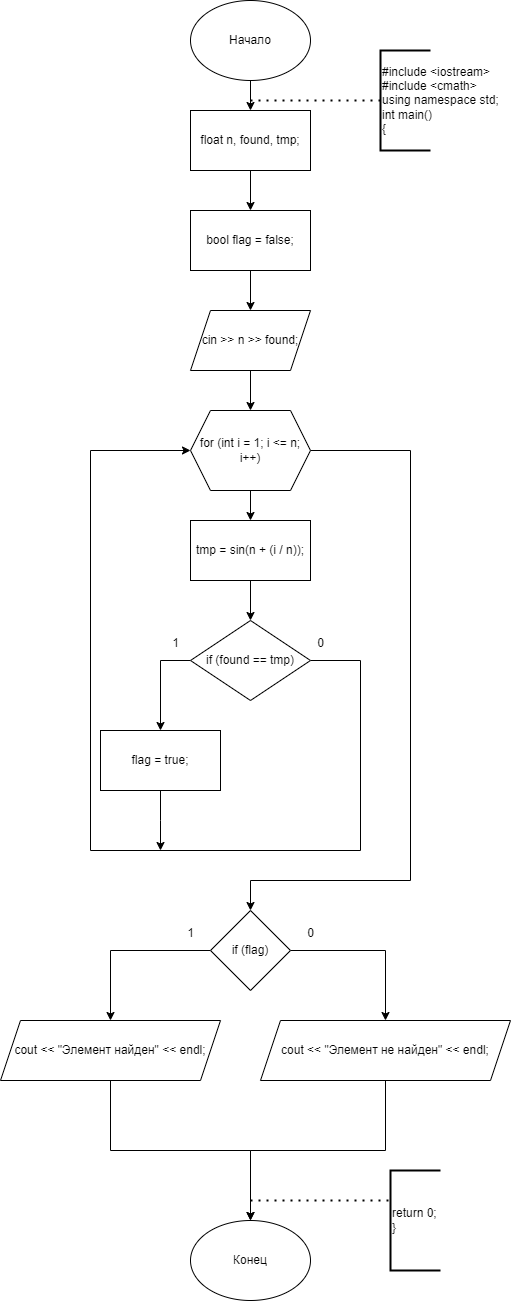 Начало
#include <iostream>
#include <cmath>
using namespace std;
int main()
{
float n, found, tmp;
bool flag = false;
cin >> n >> found;
for (int i = 1; i <= n;
i++)
tmp = sin(n + (i / n));
1
0
if (found == tmp)
flag = true;
1
0
if (flag)
cout << "Элемент найден" << endl;
cout << "Элемент не найден" << endl;
return 0;
}
Конец